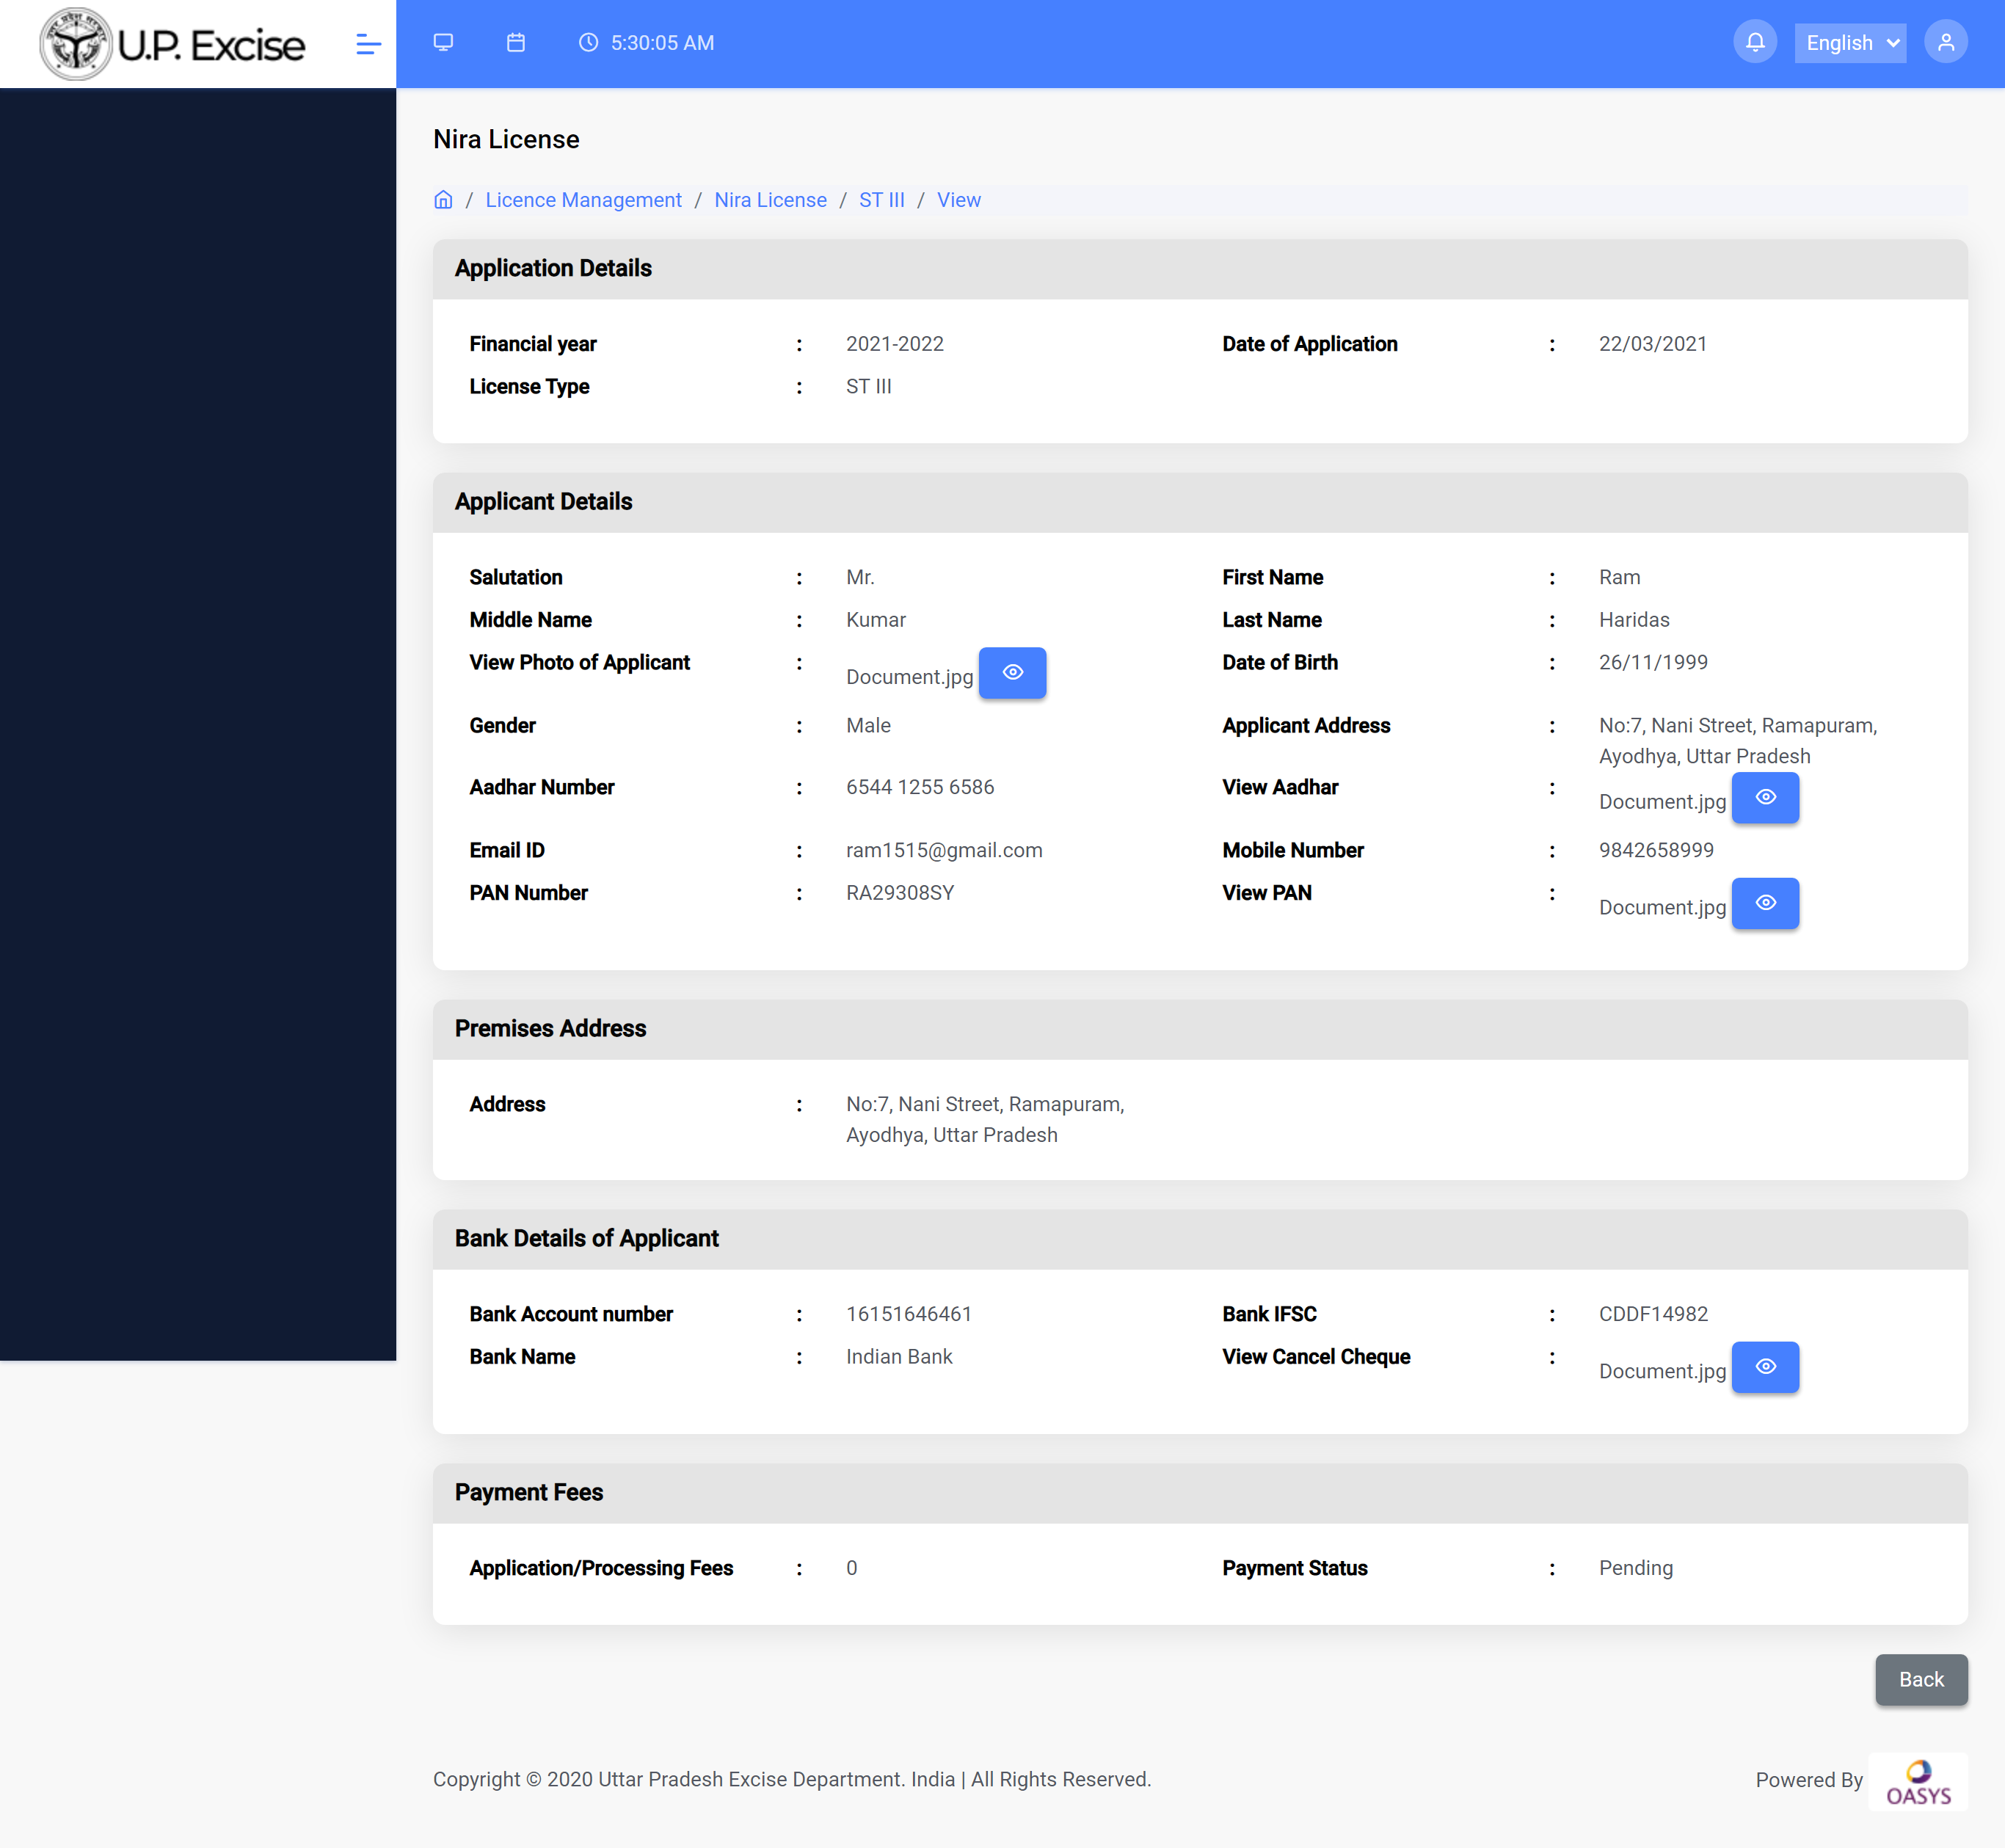 U.P. Excise
5:30:05 AM
English
Nira License
/ Licence Management / Nira License / ST III / View
Application Details
Financial year : 2021-2022 Date of Application : 22/03/2021
License Type : ST III
Applicant Details
Salutation : Mr. First Name : Ram
Middle Name : Kumar Last Name : Haridas
View Photo of Applicant : Document.jpg Date of Birth : 26/11/1999
Gender : Male Applicant Address : No:7, Nani Street, Ramapuram,
Ayodhya, Uttar Pradesh
Aadhar Number : 6544 1255 6586 View Aadhar : Document.jpg
Email ID : ram1515@gmail.com Mobile Number : 9842658999
PAN Number : RA29308SY View PAN : Document.jpg
Premises Address
Address : No:7, Nani Street, Ramapuram,
Ayodhya, Uttar Pradesh
Bank Details of Applicant
Bank Account number : 16151646461 Bank IFSC : CDDF14982
Bank Name : Indian Bank View Cancel Cheque : Document.jpg
Payment Fees
Application/Processing Fees : 0 Payment Status : Pending
Back
Copyright © 2020 Uttar Pradesh Excise Department. India | All Rights Reserved.
Powered By OASYS